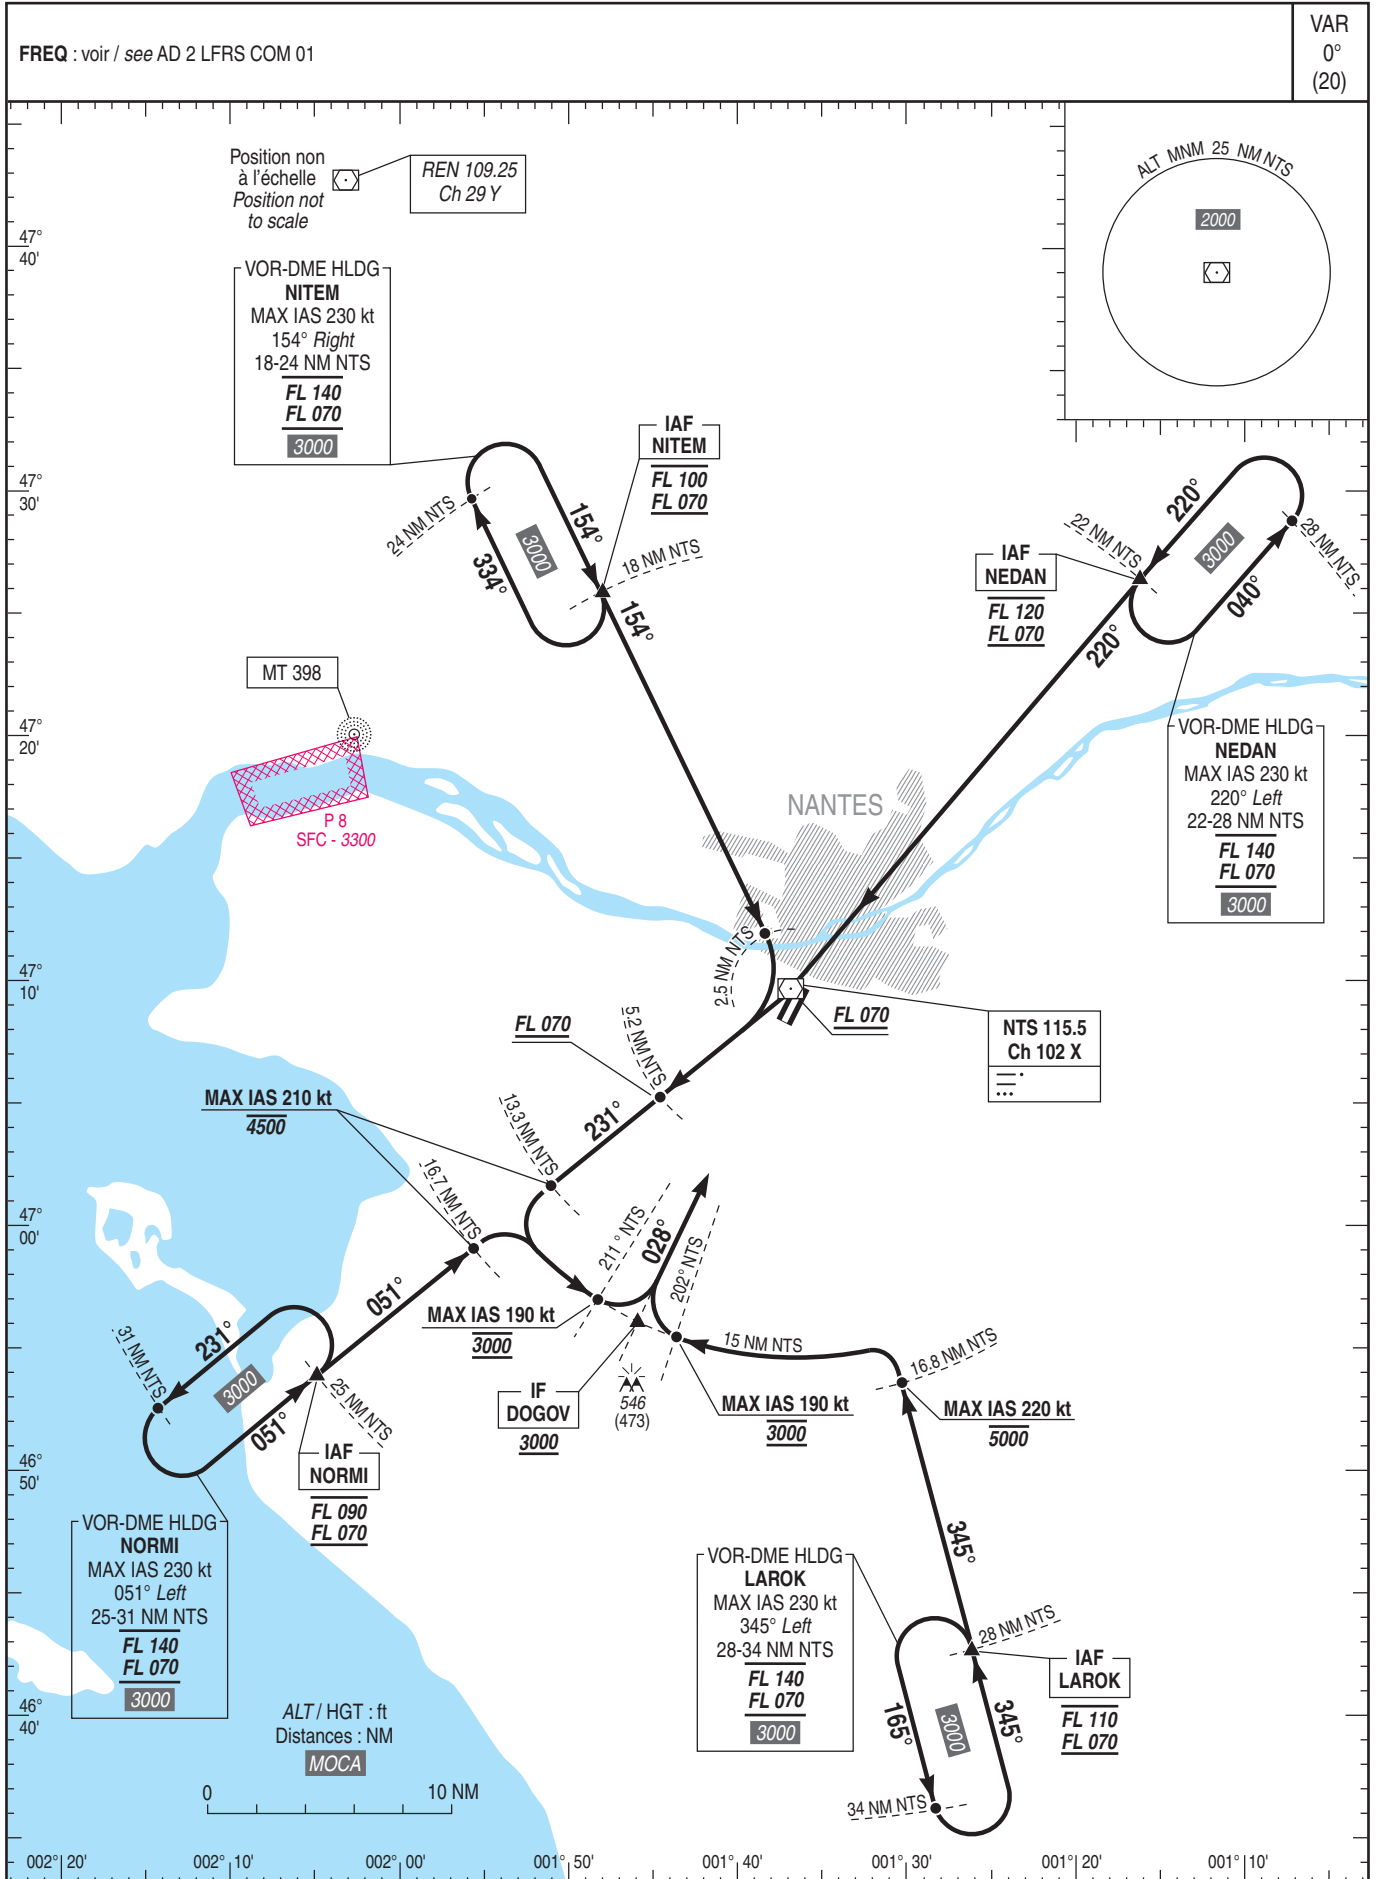 FREQ : voir / see AD 2 LFRS COM 01
VAR
0°
(20)
Position non
à l'échelle
Position not
to scale
REN 109.25
Ch 29 Y
ALT MNM 25 NM NTS
2000
47°
40'
VOR-DME HLDG
NITEM
MAX IAS 230 kt
154° Right
18-24 NM NTS
FL 140
FL 070
3000
IAF
NITEM
FL 100
FL 070
47°
30'
24 NM NTS
3000
154°
334°
18 NM NTS
154°
220°
22 NM NTS
28 NM NTS
3000
040°
220°
IAF
NEDAN
FL 120
FL 070
MT 398
47°
20'
P 8
SFC - 3300
NANTES
VOR-DME HLDG
NEDAN
MAX IAS 230 kt
220° Left
22-28 NM NTS
FL 140
FL 070
3000
47°
10'
2.5 NM NTS
FL 070
5.2 NM NTS
FL 070
NTS 115.5
Ch 102 X
MAX IAS 210 kt
4500
13.3 NM NTS
231°
16.7 NM NTS
47°
00'
211° NTS
028°
202° NTS
051°
MAX IAS 190 kt
3000
15 NM NTS
16.8 NM NTS
31 NM NTS
231°
3000
051°
25 NM NTS
IF
DOGOV
3000
546
(473)
MAX IAS 190 kt
3000
MAX IAS 220 kt
5000
46°
50'
IAF
NORMI
FL 090
FL 070
VOR-DME HLDG
NORMI
MAX IAS 230 kt
051° Left
25-31 NM NTS
FL 140
FL 070
3000
345°
VOR-DME HLDG
LAROK
MAX IAS 230 kt
345° Left
28-34 NM NTS
FL 140
FL 070
3000
28 NM NTS
IAF
LAROK
FL 110
FL 070
165°
3000
345°
34 NM NTS
46°
40'
ALT / HGT : ft
Distances : NM
MOCA
0
10 NM
002° 20'
002° 10'
002° 00'
001° 50'
001° 40'
001° 30'
001° 20'
001° 10'